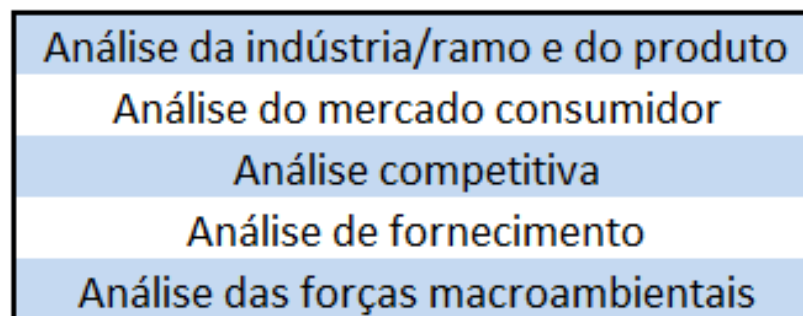 Análise da indústria/ramo e do produto
Análise do mercado consumidor
Análise competitiva
Análise de fornecimento
Análise das forças macroambientais